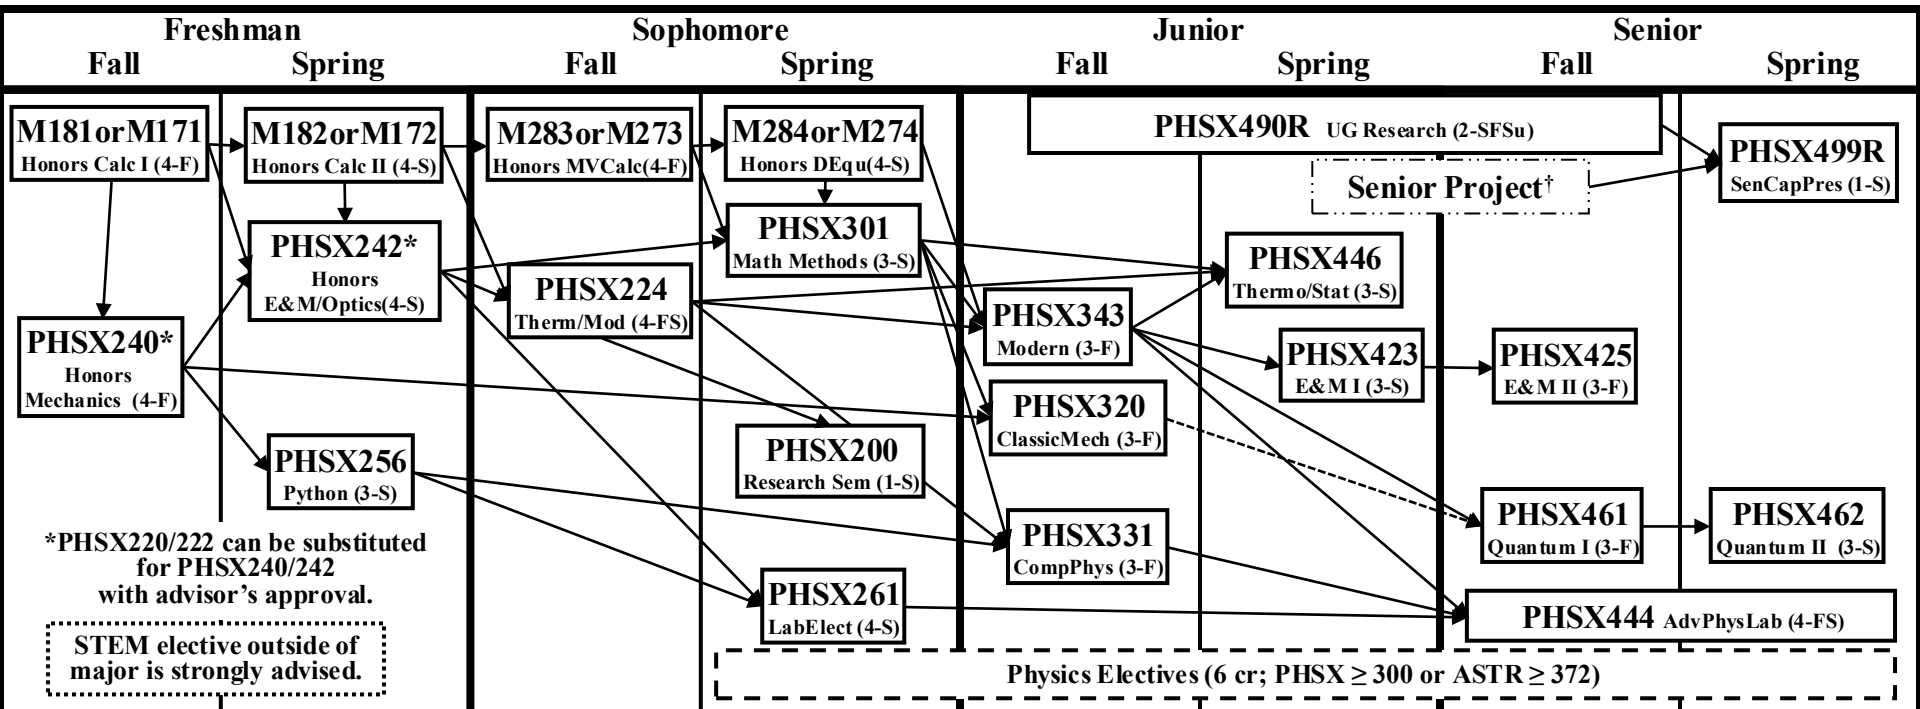 Freshman
Sophomore
Junior
Senior
Fall
Spring
Fall
Spring
Fall
Spring
Fall
Spring
M181orM171
Honors Calc I (4-F)
M182orM172
Honors Calc II (4-S)
M283orM273
Honors MVCalc(4-F)
M284orM274
Honors DEqu(4-S)
PHSX490R UG Research (2-SFSu)
PHSX499R
SenCapPres (1-S)
Senior Project†
PHSX242*
Honors
E&M/Optics(4-S)
PHSX301
Math Methods (3-S)
PHSX446
Thermo/Stat (3-S)
PHSX224
Therm/Mod (4-FS)
PHSX240*
Honors
Mechanics (4-F)
PHSX343
Modern (3-F)
PHSX423
E&M I (3-S)
PHSX425
E&M II (3-F)
PHSX320
ClassicMech (3-F)
PHSX256
Python (3-S)
PHSX200
Research Sem (1-S)
PHSX331
CompPhys (3-F)
PHSX461
Quantum I (3-F)
PHSX462
Quantum II (3-S)
*PHSX220/222 can be substituted
for PHSX240/242
with advisor's approval.
PHSX261
LabElect (4-S)
PHSX444 AdvPhysLab (4-FS)
STEM elective outside of
major is strongly advised.
Physics Electives (6 cr; PHSX ≥ 300 or ASTR ≥ 372)